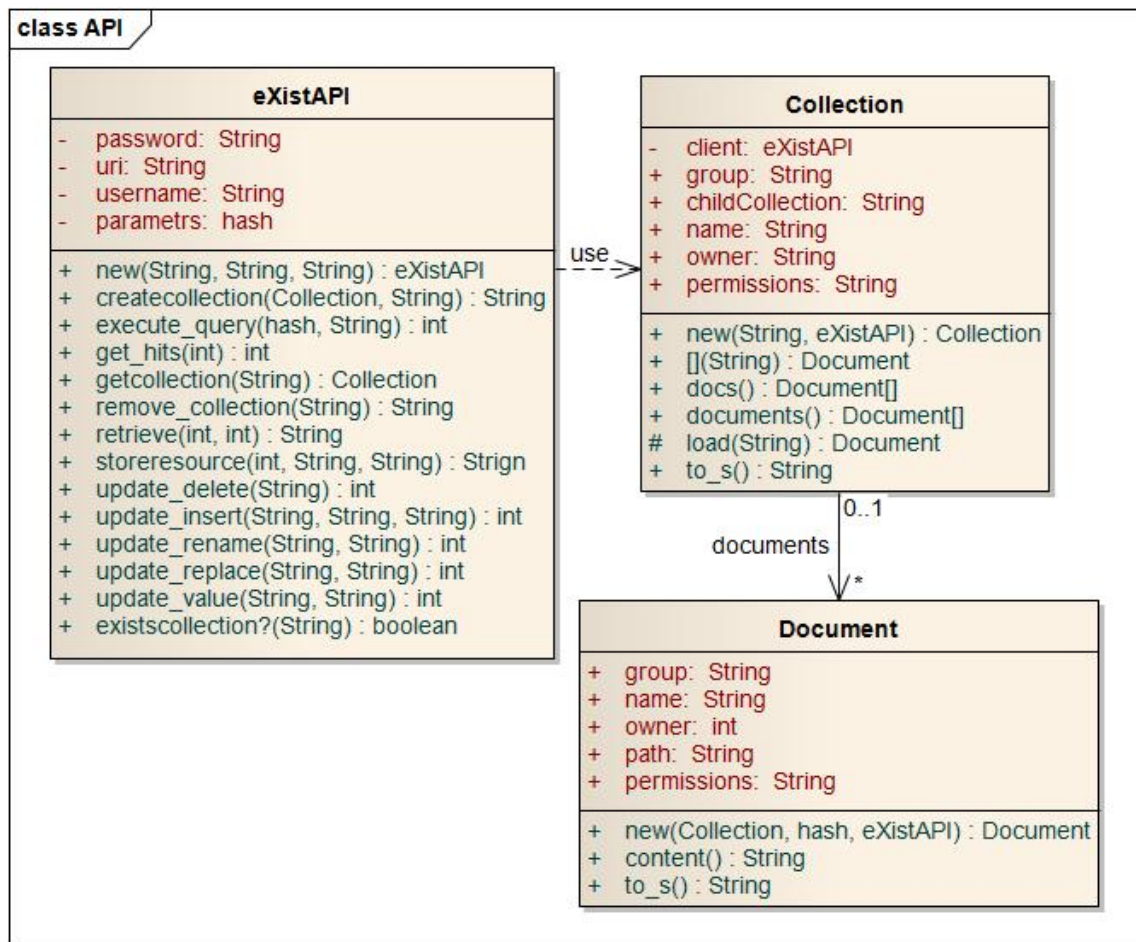 class API
eXistAPI
- password: String
- uri: String
- username: String
- parametrs: hash
+ new(String, String, String) : eXistAPI
+ createcollection(Collection, String) : String
+ execute_query(hash, String) : int
+ get_hits(int) : int
+ getcollection(String) : Collection
+ remove_collection(String) : String
+ retrieve(int, int) : String
+ storeresource(int, String, String) : Strign
+ update_delete(String) : int
+ update_insert(String, String, String) : int
+ update_rename(String, String) : int
+ update_replace(String, String) : int
+ update_value(String, String) : int
+ existscollection?(String) : boolean
use
Collection
- client: eXistAPI
+ group: String
+ childCollection: String
+ name: String
+ owner: String
+ permissions: String
+ new(String, eXistAPI) : Collection
+ [](String) : Document
+ docs() : Document[]
+ documents() : Document[]
# load(String) : Document
+ to_s() : String
0..1
documents
*
Document
+ group: String
+ name: String
+ owner: int
+ path: String
+ permissions: String
+ new(Collection, hash, eXistAPI) : Document
+ content() : String
+ to_s() : String